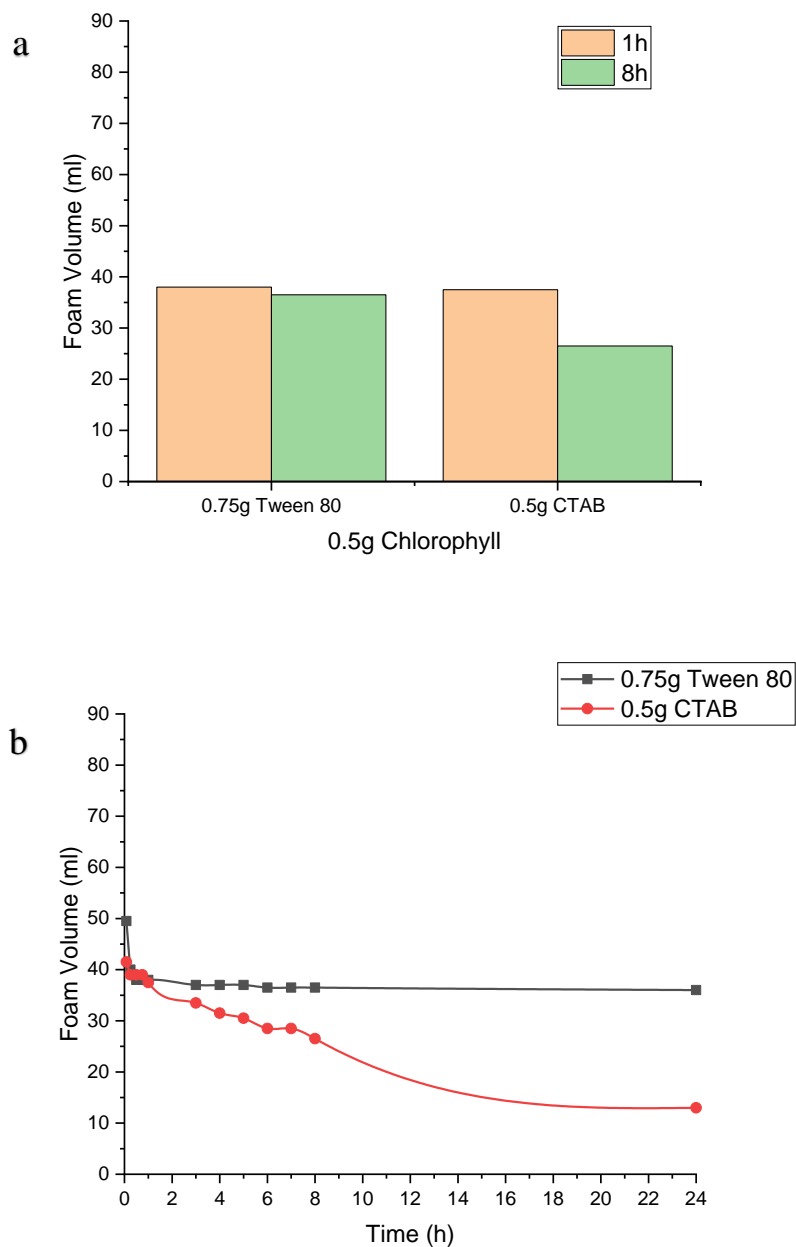 a
1h
8h
90
80
70
60
50
40
30
20
10
0
Foam Volume (ml)
0.75g Tween 80 0.5g CTAB
0.5g Chlorophyll
b
0.75g Tween 80
0.5g CTAB
90
80
70
60
50
40
30
20
10
0
Foam Volume (ml)
0 2 4 6 8 10 12 14 16 18 20 22 24
Time (h)